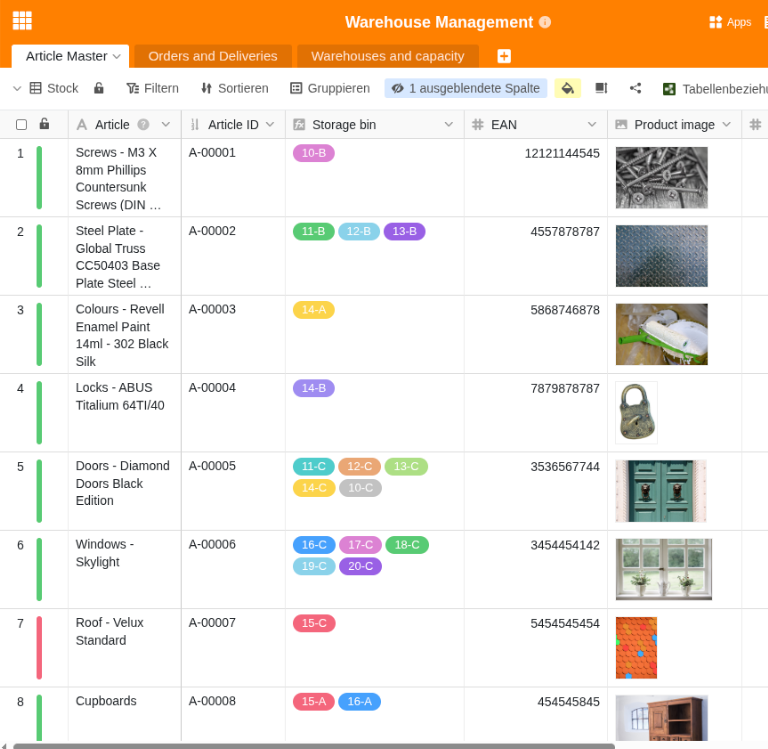 Warehouse Management
Apps
Article Master
Orders and Deliveries
Warehouses and capacity
Stock
Filtern
Sortieren
Gruppieren
1 ausgeblendete Spalte
Article
Article ID
Storage bin
EAN
Product image
1
Screws - M3 X
8mm Phillips
Countersunk
Screws (DIN …
A-00001
10-B
12121144545
2
Steel Plate -
Global Truss
CC50403 Base
Plate Steel …
A-00002
11-B 12-B 13-B
4557878787
3
Colours - Revell
Enamel Paint
14ml - 302 Black
Silk
A-00003
14-A
5868746878
4
Locks - ABUS
Titalium 64TI/40
A-00004
14-B
7879878787
5
Doors - Diamond
Doors Black
Edition
A-00005
11-C 12-C 13-C
14-C 10-C
3536567744
6
Windows -
Skylight
A-00006
16-C 17-C 18-C
19-C 20-C
3454454142
7
Roof - Velux
Standard
A-00007
15-C
5454545454
8
Cupboards
A-00008
15-A 16-A
454545845